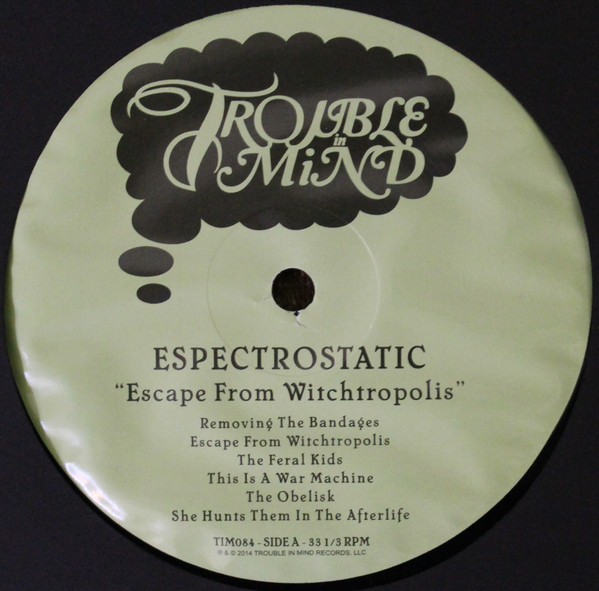 TROUBLE
in
MiND
ESPECTROSTATIC
“Escape From Witchtropolis”
Removing The Bandages
Escape From Witchtropolis
The Feral Kids
This Is A War Machine
The Obelisk
She Hunts Them In The Afterlife
TIM084 - SIDE A - 33 1/3 RPM
℗ & © 2014 TROUBLE IN MIND RECORDS, LLC